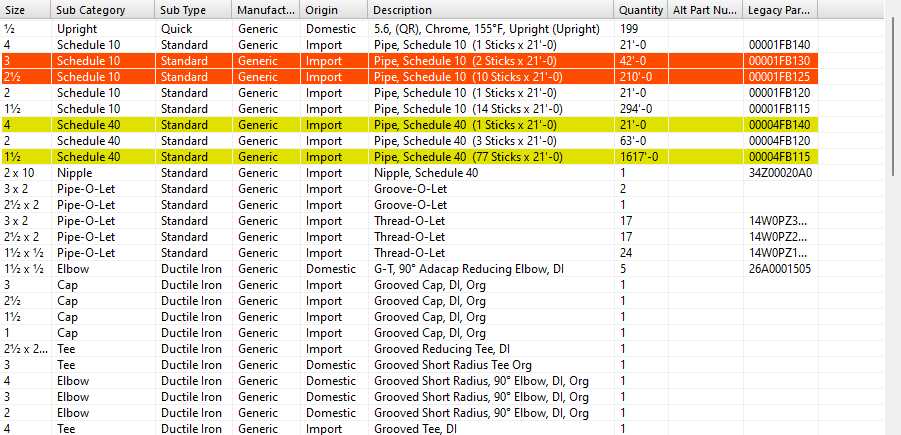 Size Sub Category Sub Type Manufact... Origin Description Quantity Alt Part Nu... Legacy Par...
½ Upright Quick Generic Domestic 5.6, (QR), Chrome, 155°F, Upright (Upright) 199
4 Schedule 10 Standard Generic Import Pipe, Schedule 10 (1 Sticks x 21'-0) 21'-0 00001FB140
3 Schedule 10 Standard Generic Import Pipe, Schedule 10 (2 Sticks x 21'-0) 42'-0 00001FB130
2½ Schedule 10 Standard Generic Import Pipe, Schedule 10 (10 Sticks x 21'-0) 210'-0 00001FB125
2 Schedule 10 Standard Generic Import Pipe, Schedule 10 (1 Sticks x 21'-0) 21'-0 00001FB120
1½ Schedule 10 Standard Generic Import Pipe, Schedule 10 (14 Sticks x 21'-0) 294'-0 00001FB115
4 Schedule 40 Standard Generic Import Pipe, Schedule 40 (1 Sticks x 21'-0) 21'-0 00004FB140
2 Schedule 40 Standard Generic Import Pipe, Schedule 40 (3 Sticks x 21'-0) 63'-0 00004FB120
1½ Schedule 40 Standard Generic Import Pipe, Schedule 40 (77 Sticks x 21'-0) 1617'-0 00004FB115
2 x 10 Nipple Standard Generic Import Nipple, Schedule 40 1 34Z00020A0
3 x 2 Pipe-O-Let Standard Generic Import Groove-O-Let 2
2½ x 2 Pipe-O-Let Standard Generic Import Groove-O-Let 1
3 x 2 Pipe-O-Let Standard Generic Import Thread-O-Let 17 14W0PZ3...
2½ x 2 Pipe-O-Let Standard Generic Import Thread-O-Let 17 14W0PZ2...
1½ x ½ Pipe-O-Let Standard Generic Import Thread-O-Let 24 14W0PZ1...
1½ x ½ Elbow Ductile Iron Generic Domestic G-T, 90° Adacap Reducing Elbow, DI 5 26A0001505
3 Cap Ductile Iron Generic Import Grooved Cap, DI, Org 1
2½ Cap Ductile Iron Generic Import Grooved Cap, DI, Org 1
1½ Cap Ductile Iron Generic Import Grooved Cap, DI, Org 1
1 Cap Ductile Iron Generic Import Grooved Cap, DI, Org 1
2½ x 2... Tee Ductile Iron Generic Import Grooved Reducing Tee, DI 1
3 Tee Ductile Iron Generic Domestic Grooved Short Radius Tee Org 1
4 Elbow Ductile Iron Generic Domestic Grooved Short Radius, 90° Elbow, DI, Org 1
3 Elbow Ductile Iron Generic Domestic Grooved Short Radius, 90° Elbow, DI, Org 1
2 Elbow Ductile Iron Generic Domestic Grooved Short Radius, 90° Elbow, DI, Org 1
4 Tee Ductile Iron Generic Import Grooved Tee, DI 1